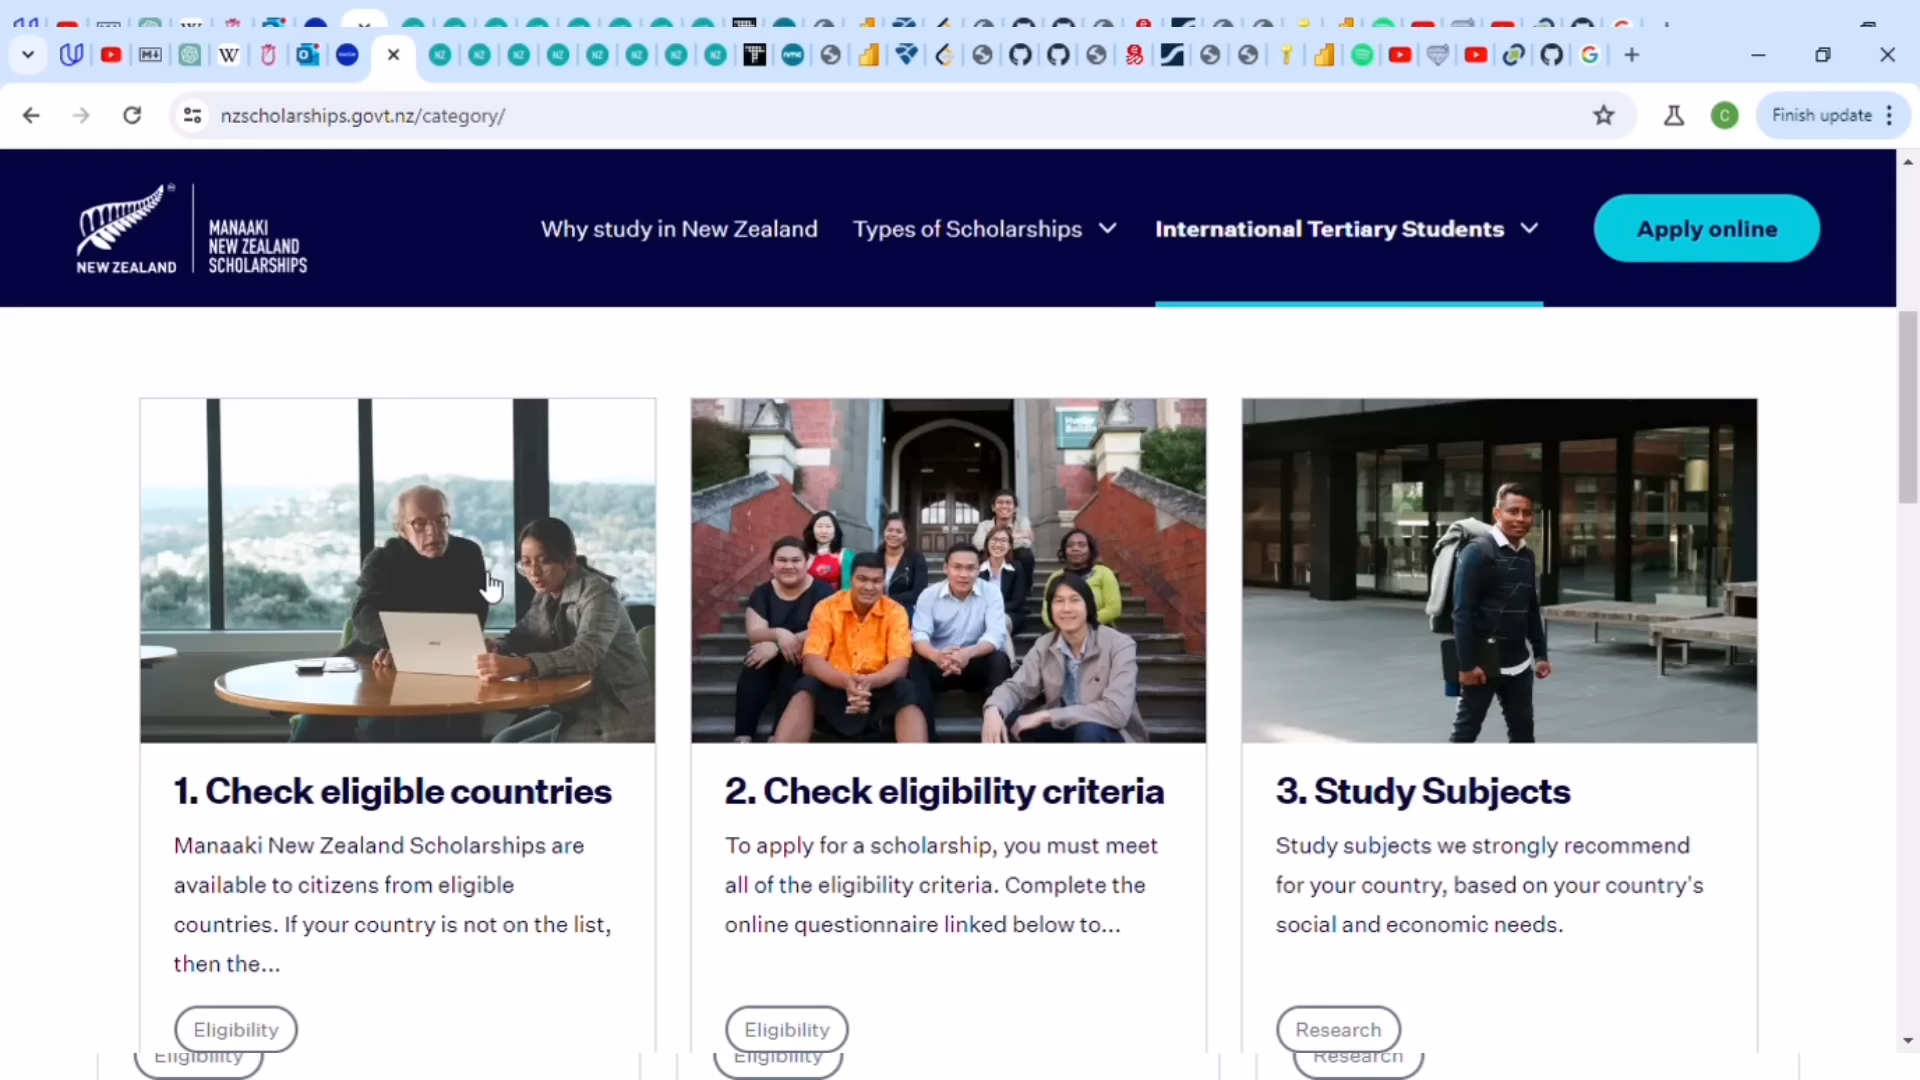 nzscholarships.govt.nz/category/
Finish update
NEW ZEALAND
MANAAKI
NEW ZEALAND
SCHOLARSHIPS
Why study in New Zealand
Types of Scholarships
International Tertiary Students
Apply online
1. Check eligible countries
Manaaki New Zealand Scholarships are
available to citizens from eligible
countries. If your country is not on the list,
then the...
Eligibility
2. Check eligibility criteria
To apply for a scholarship, you must meet
all of the eligibility criteria. Complete the
online questionnaire linked below to...
Eligibility
3. Study Subjects
Study subjects we strongly recommend
for your country, based on your country's
social and economic needs.
Research
Eligibility
Eligibility
Research